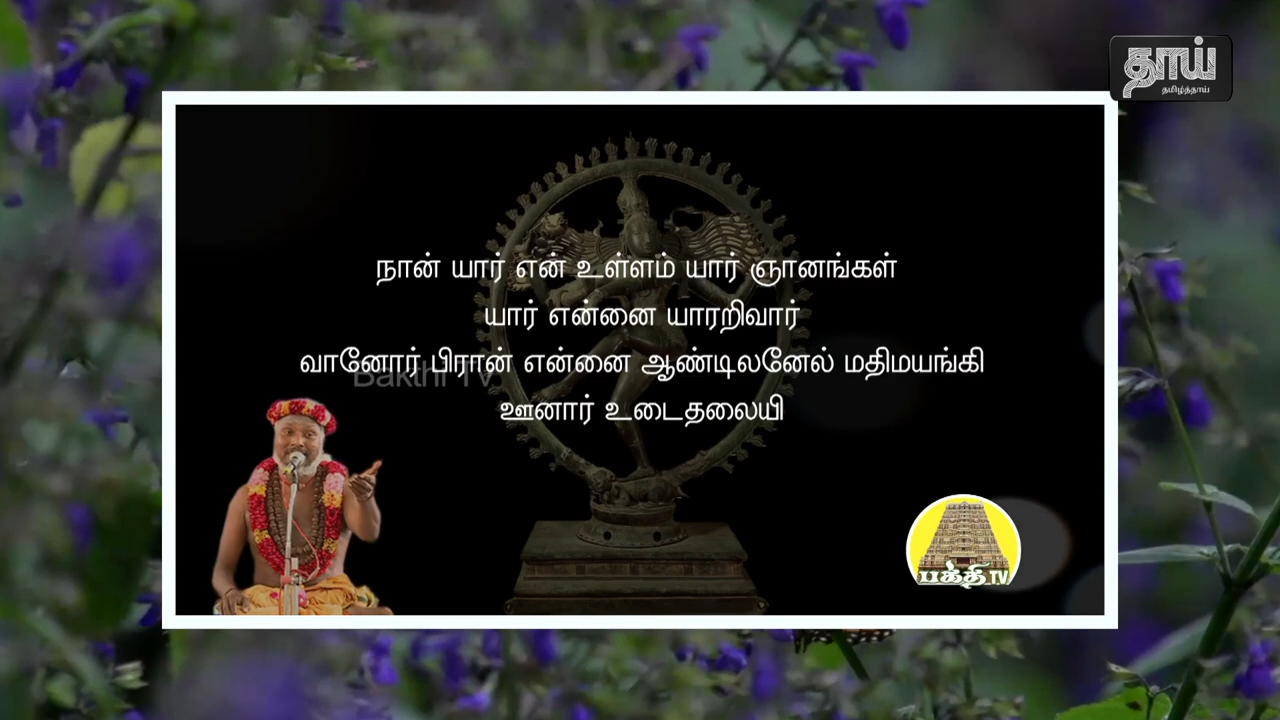 தாய்
தமிழ்த்தாய்
நான் யார் என் உள்ளம் யார் ஞானங்கள்
யார் என்னை யாரறிவார்
வானோர் பிரான் என்னை ஆண்டிலனேல் மதிமயங்கி
Bakthi TV
ஊனார் உடைதலையி
பக்தி TV